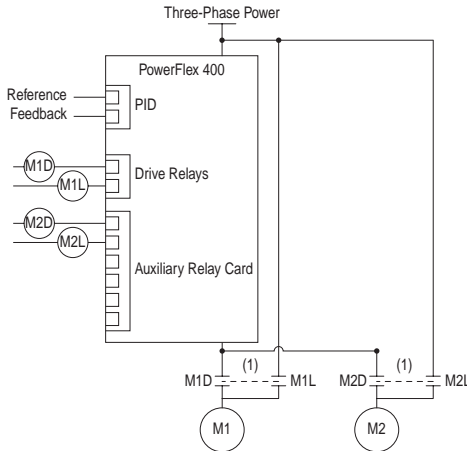 Three-Phase Power
PowerFlex 400
Reference
Feedback
PID
M1D
M1L
Drive Relays
M2D
M2L
Auxiliary Relay Card
(1)
(1)
M1D
M1L
M2D
M2L
M1
M2